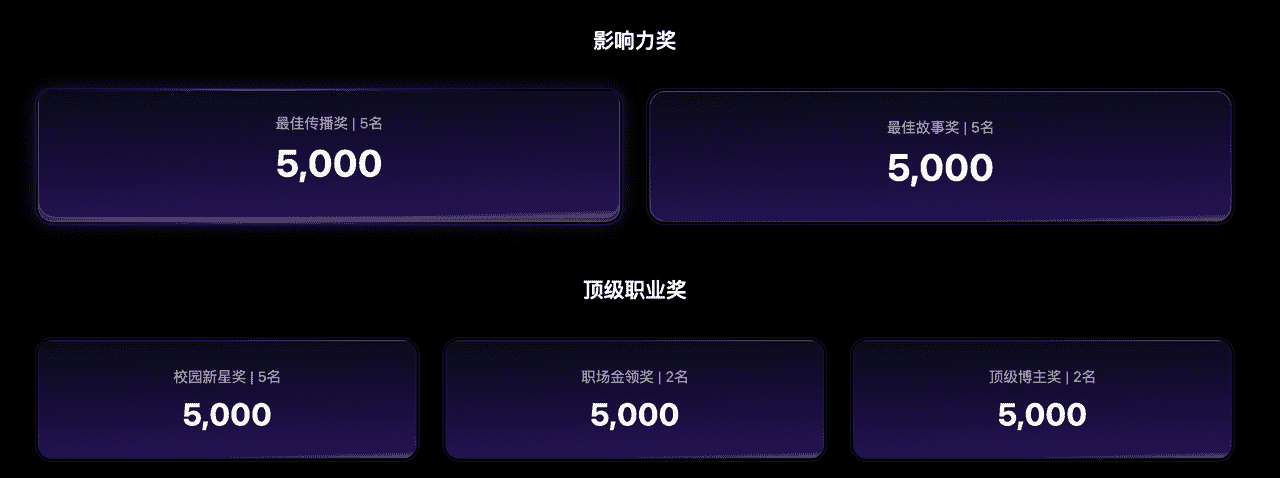 影响力奖
最佳传播奖 | 5名
5,000
最佳故事奖 | 5名
5,000
顶级职业奖
校园新星奖 | 5名
5,000
职场金领奖 | 2名
5,000
顶级博主奖 | 2名
5,000